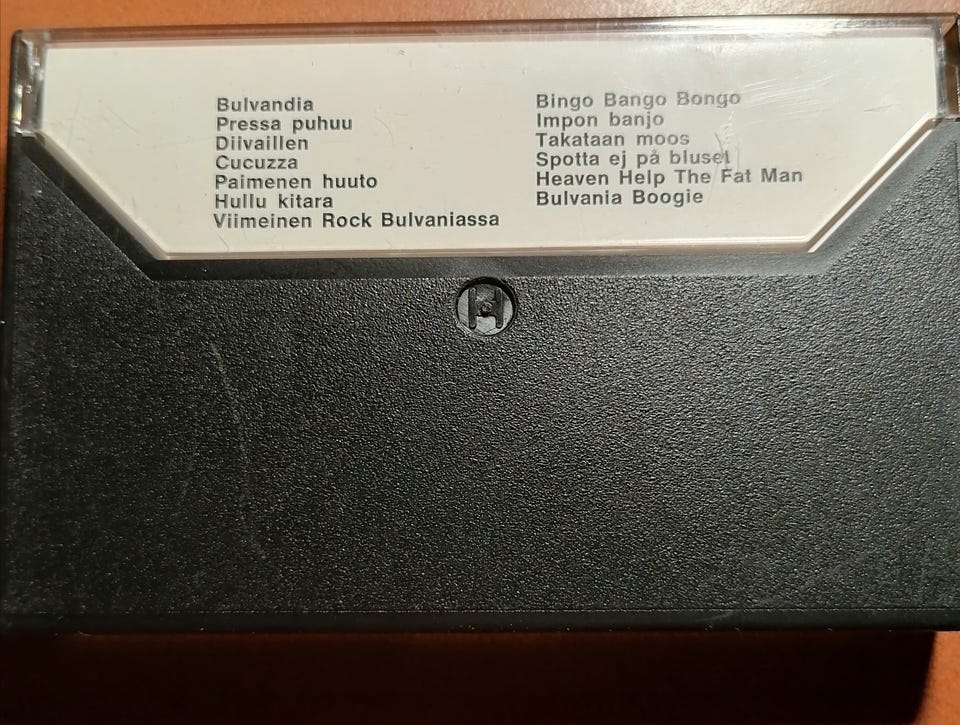 Bulvandia
Pressa puhuu
Diivaillen
Cucuzza
Paimenen huuto
Hullu kitara
Viimeinen Rock Bulvaniassa
Bingo Bango Bongo
Impon banjo
Takataan moos
Spotta ej på bluset
Heaven Help The Fat Man
Bulvania Boogie